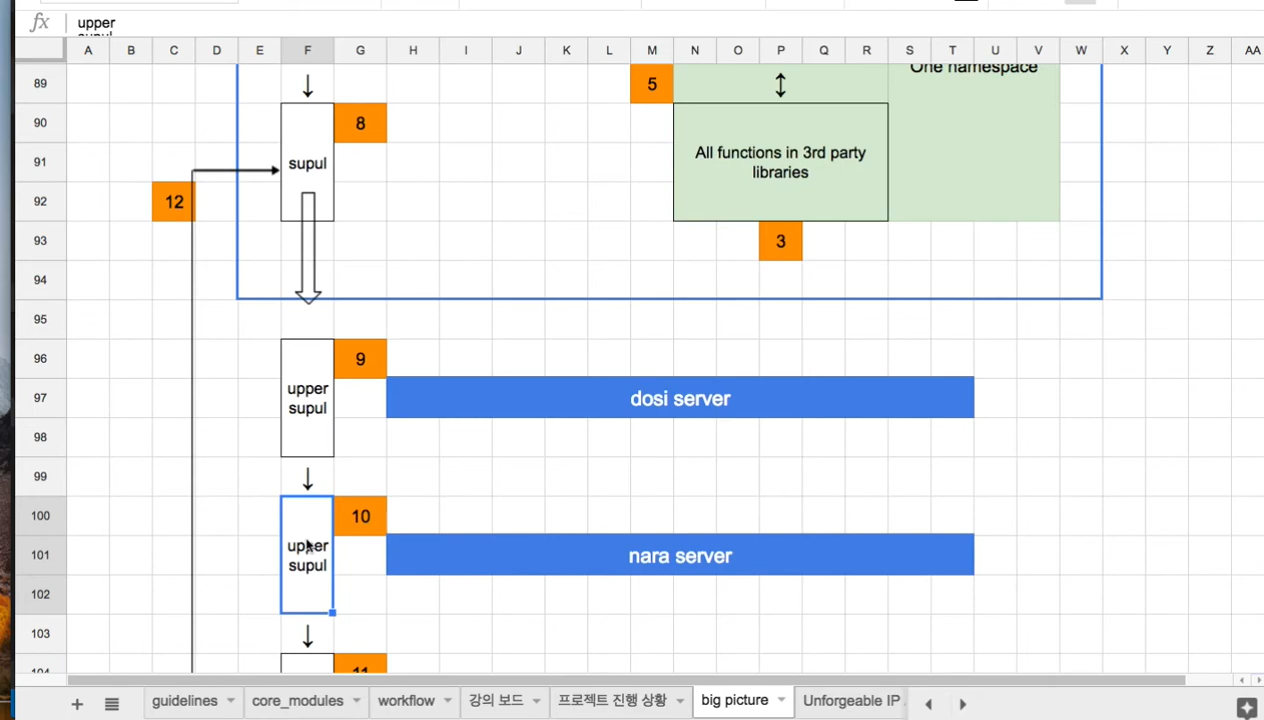 fx upper
supul
A B C D E F G H I J K L M N O P Q R S T U V W X Y Z AA
One namespace
89 ↓ 5 ↕
90 8
91 supul All functions in 3rd party
libraries
92 12
93 3
94
95
96 9
upper
supul
97 dosi server
98
99 ↓
100 10
upper
supul
101 nara server
102
103 ↓
104 11
+ guidelines core_modules workflow 강의 보드 프로젝트 진행 상황 big picture Unforgeable IP